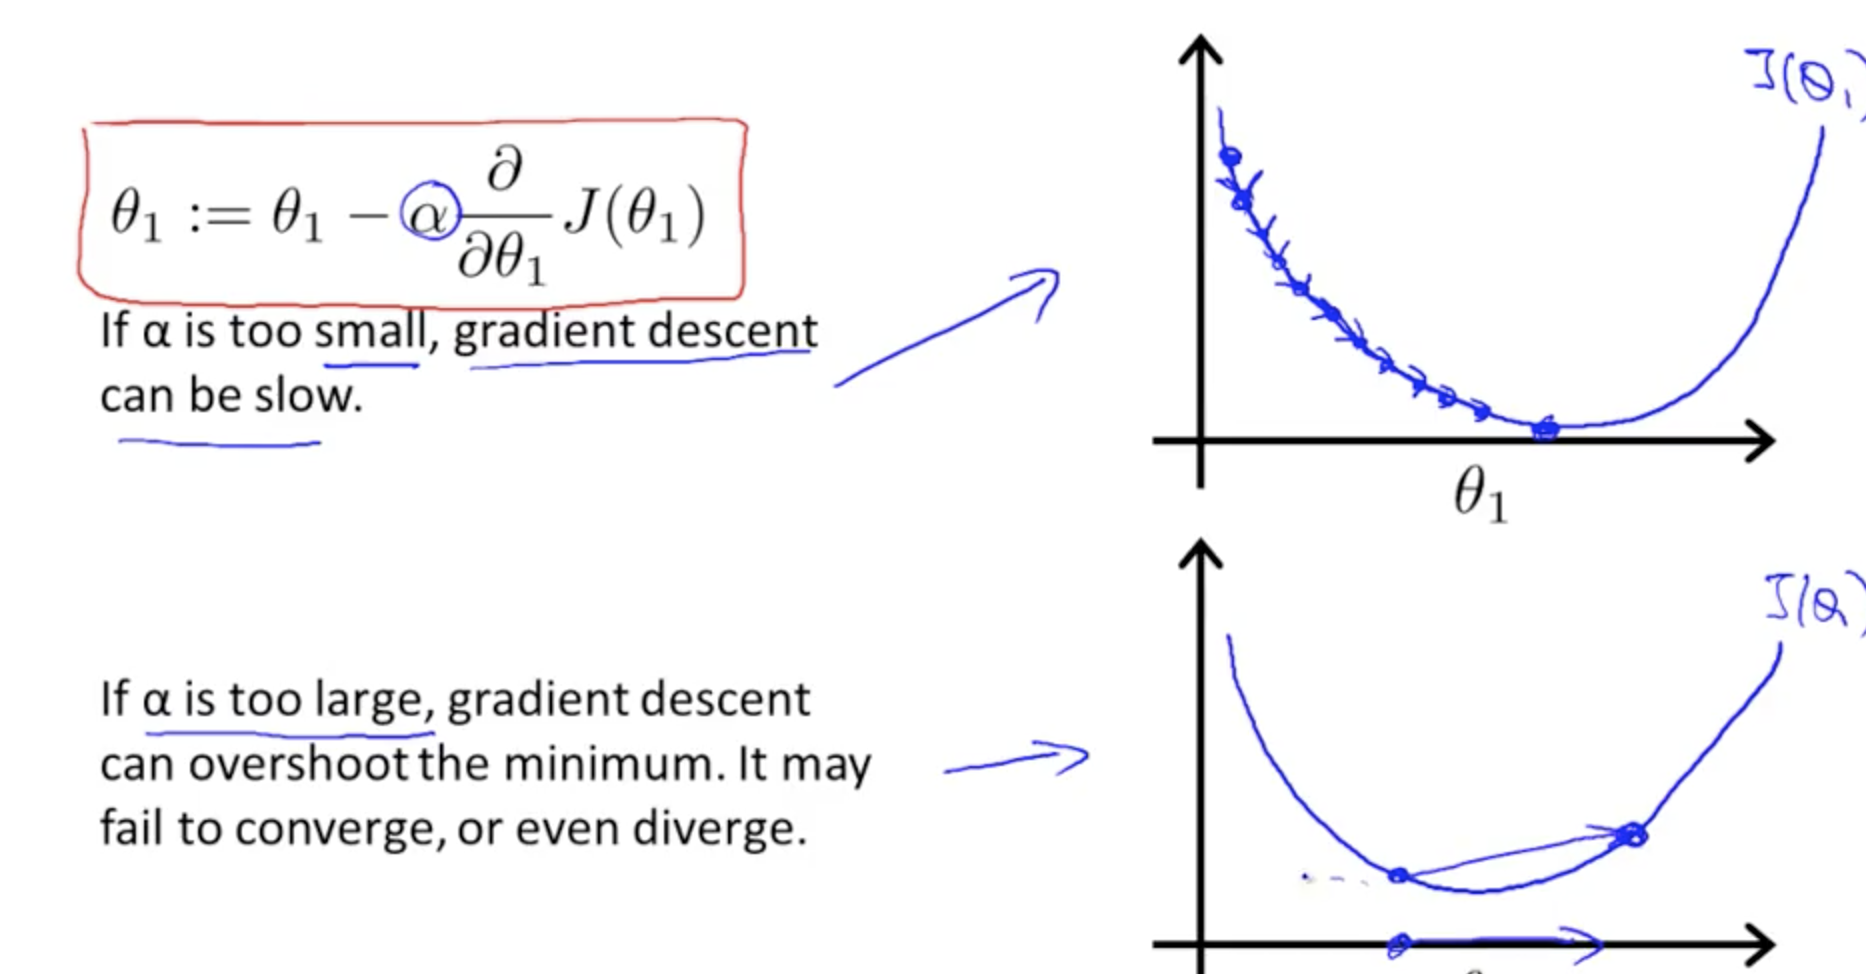 θ₁ := θ₁ − α ∂/∂θ₁ J(θ₁)
If α is too small, gradient descent
can be slow.
J(θ₁)
θ₁
If α is too large, gradient descent
can overshoot the minimum. It may
fail to converge, or even diverge.